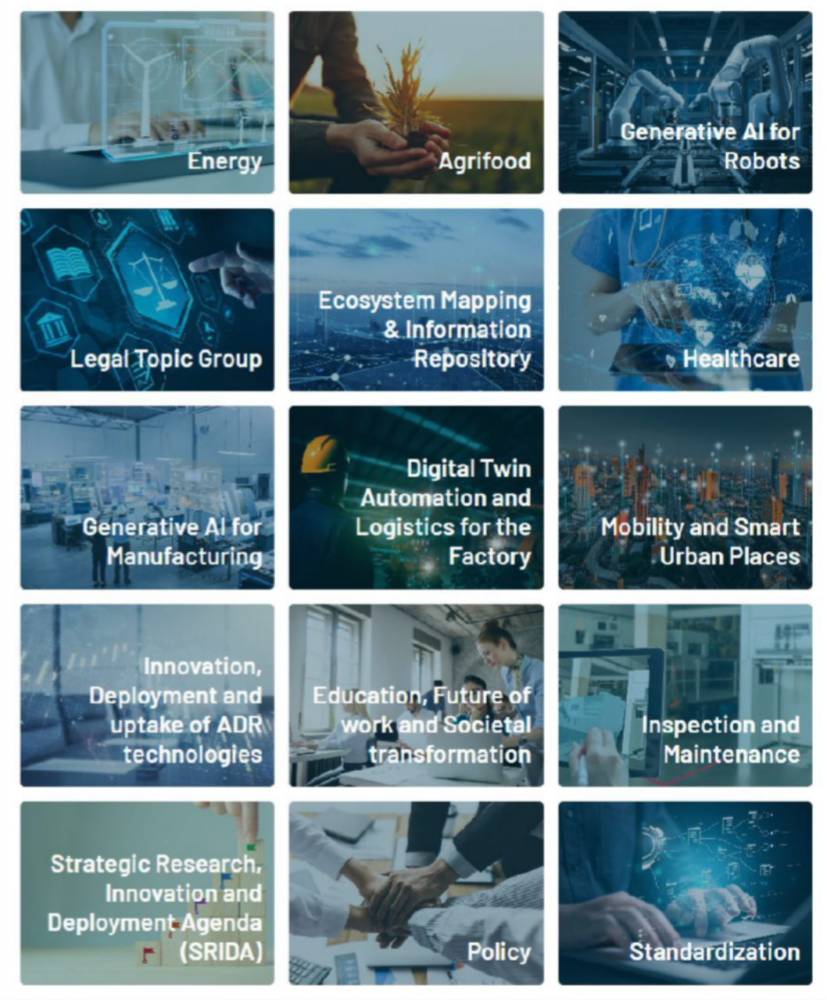 Energy
Agrifood
Generative AI for
Robots
Legal Topic Group
Ecosystem Mapping
& Information
Repository
Healthcare
Generative AI for
Manufacturing
Digital Twin
Automation and
Logistics for the
Factory
Mobility and Smart
Urban Places
Innovation,
Deployment and
uptake of ADR
technologies
Education, Future of
work and Societal
transformation
Inspection and
Maintenance
Strategic Research,
Innovation and
Deployment Agenda
(SRIDA)
Policy
Standardization